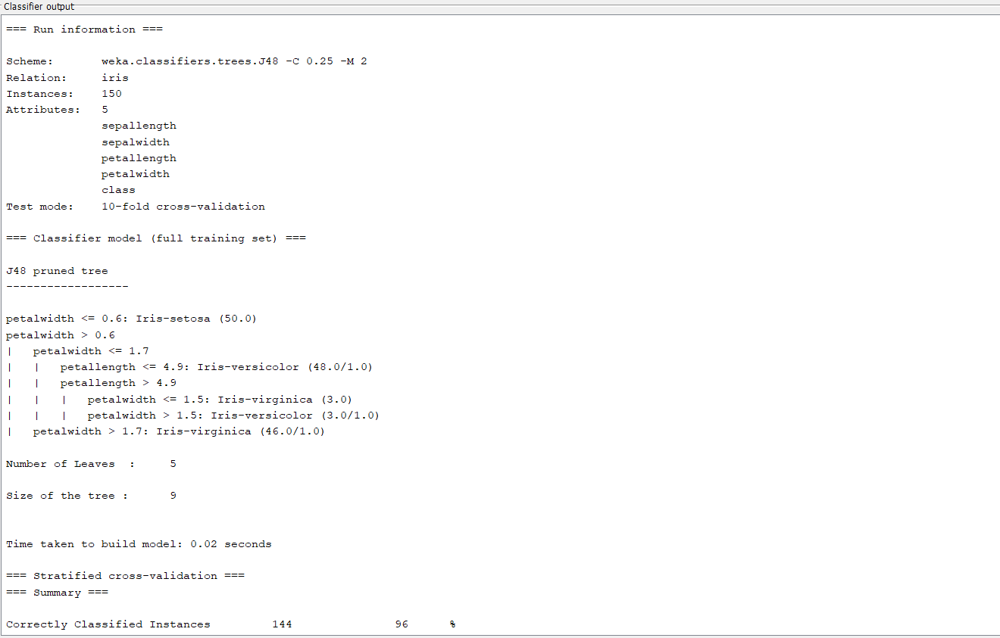 Classifier output
=== Run information ===
Scheme:       weka.classifiers.trees.J48 -C 0.25 -M 2
Relation:     iris
Instances:    150
Attributes:   5
              sepallength
              sepalwidth
              petallength
              petalwidth
              class
Test mode:    10-fold cross-validation
=== Classifier model (full training set) ===
J48 pruned tree
------------------
petalwidth <= 0.6: Iris-setosa (50.0)
petalwidth > 0.6
|   petalwidth <= 1.7
|   |   petallength <= 4.9: Iris-versicolor (48.0/1.0)
|   |   petallength > 4.9
|   |   |   petalwidth <= 1.5: Iris-virginica (3.0)
|   |   |   petalwidth > 1.5: Iris-versicolor (3.0/1.0)
|   petalwidth > 1.7: Iris-virginica (46.0/1.0)
Number of Leaves  :     5
Size of the tree :      9
Time taken to build model: 0.02 seconds
=== Stratified cross-validation ===
=== Summary ===
Correctly Classified Instances         144               96      %